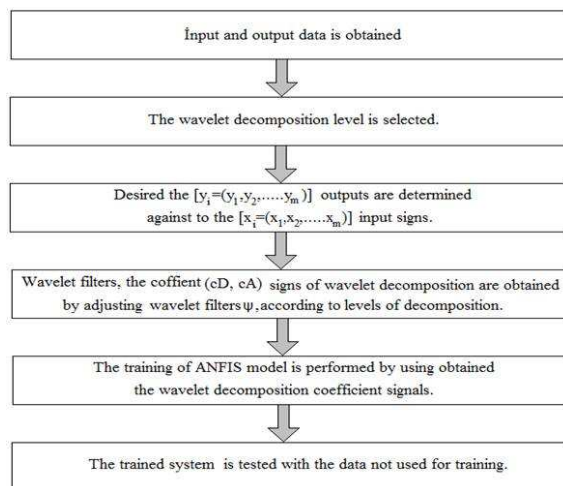 İnput and output data is obtained
The wavelet decomposition level is selected.
Desired the [yᵢ=(y₁,y₂,.....yₘ)] outputs are determined
against to the [xᵢ=(x₁,x₂,.....xₘ)] input signs.
Wavelet filters, the coffient (cD, cA) signs of wavelet decomposition are obtained
by adjusting wavelet filters ψ, according to levels of decomposition.
The training of ANFIS model is performed by using obtained
the wavelet decomposition coefficient signals.
The trained system is tested with the data not used for training.